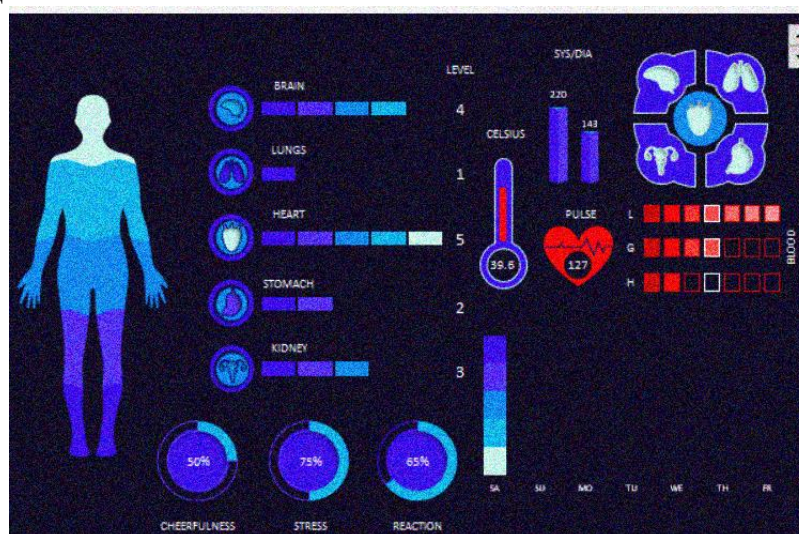 SYS/DIA
LEVEL
BRAIN
220
4
143
CELSIUS
LUNGS
1
HEART
PULSE
L
5
G
BLOOD
39.6
127
H
STOMACH
2
KIDNEY
3
50%
75%
65%
SA SU MO TU WE TH FR
CHEERFULNESS STRESS REACTION